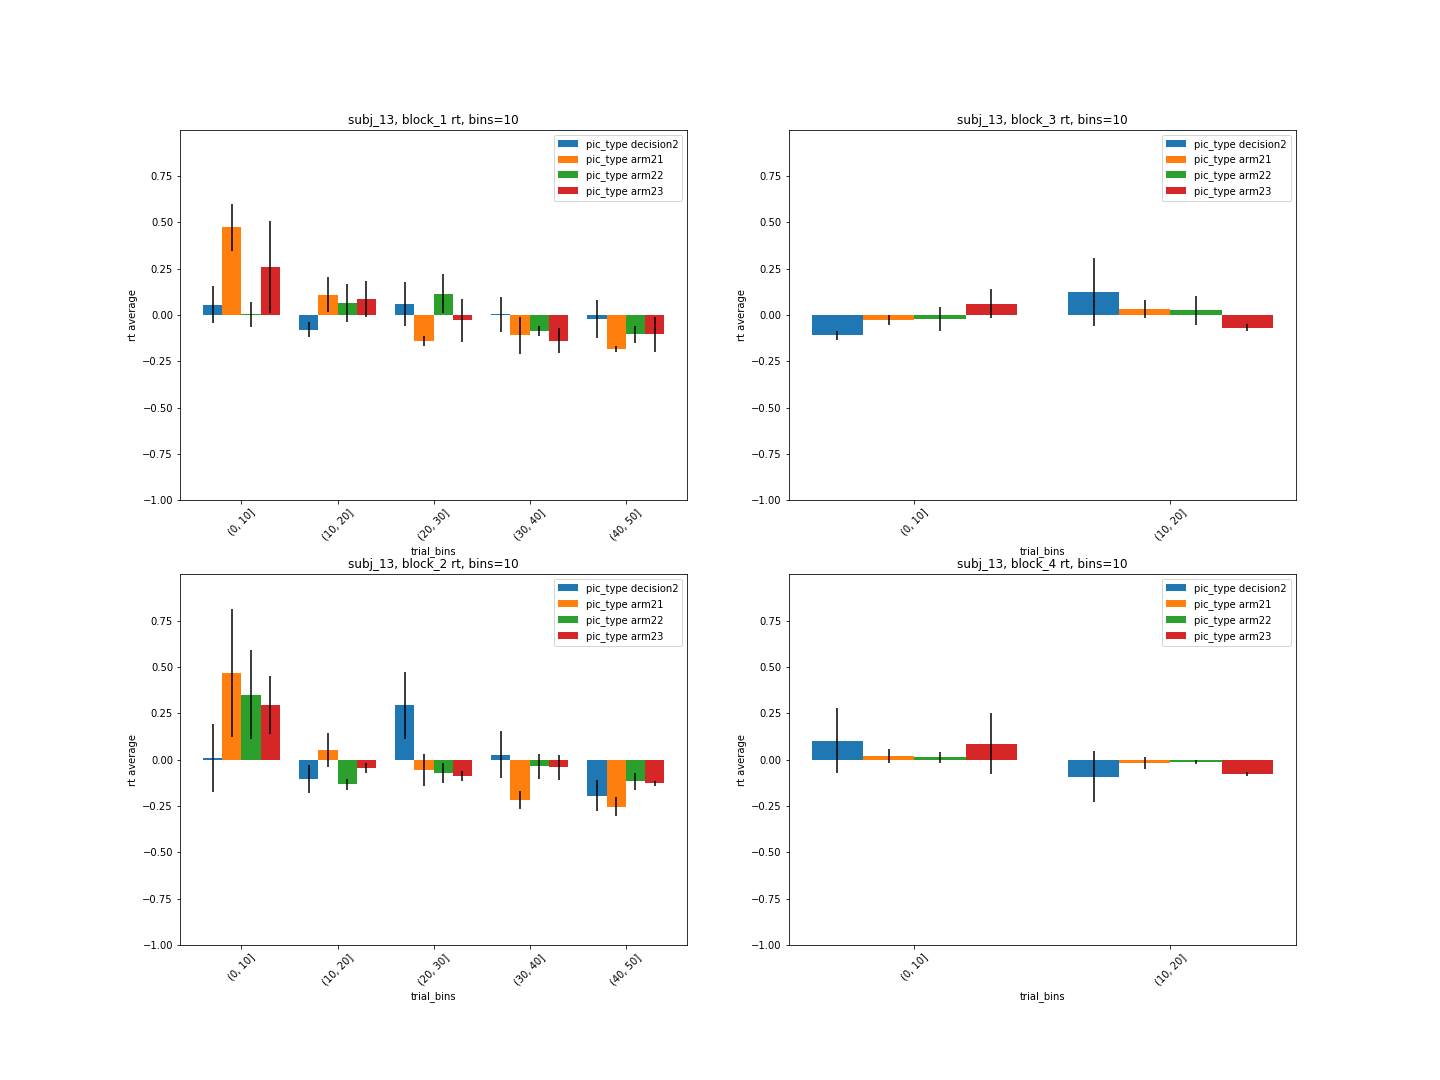 subj_13, block_1 rt, bins=10
pic_type decision2
pic_type arm21
pic_type arm22
pic_type arm23
0.75
0.50
0.25
0.00
−0.25
−0.50
−0.75
−1.00
rt average
(0, 10]
(10, 20]
(20, 30]
(30, 40]
(40, 50]
trial_bins
subj_13, block_3 rt, bins=10
pic_type decision2
pic_type arm21
pic_type arm22
pic_type arm23
0.75
0.50
0.25
0.00
−0.25
−0.50
−0.75
−1.00
rt average
(0, 10]
(10, 20]
trial_bins
subj_13, block_2 rt, bins=10
pic_type decision2
pic_type arm21
pic_type arm22
pic_type arm23
0.75
0.50
0.25
0.00
−0.25
−0.50
−0.75
−1.00
rt average
(0, 10]
(10, 20]
(20, 30]
(30, 40]
(40, 50]
trial_bins
subj_13, block_4 rt, bins=10
pic_type decision2
pic_type arm21
pic_type arm22
pic_type arm23
0.75
0.50
0.25
0.00
−0.25
−0.50
−0.75
−1.00
rt average
(0, 10]
(10, 20]
trial_bins